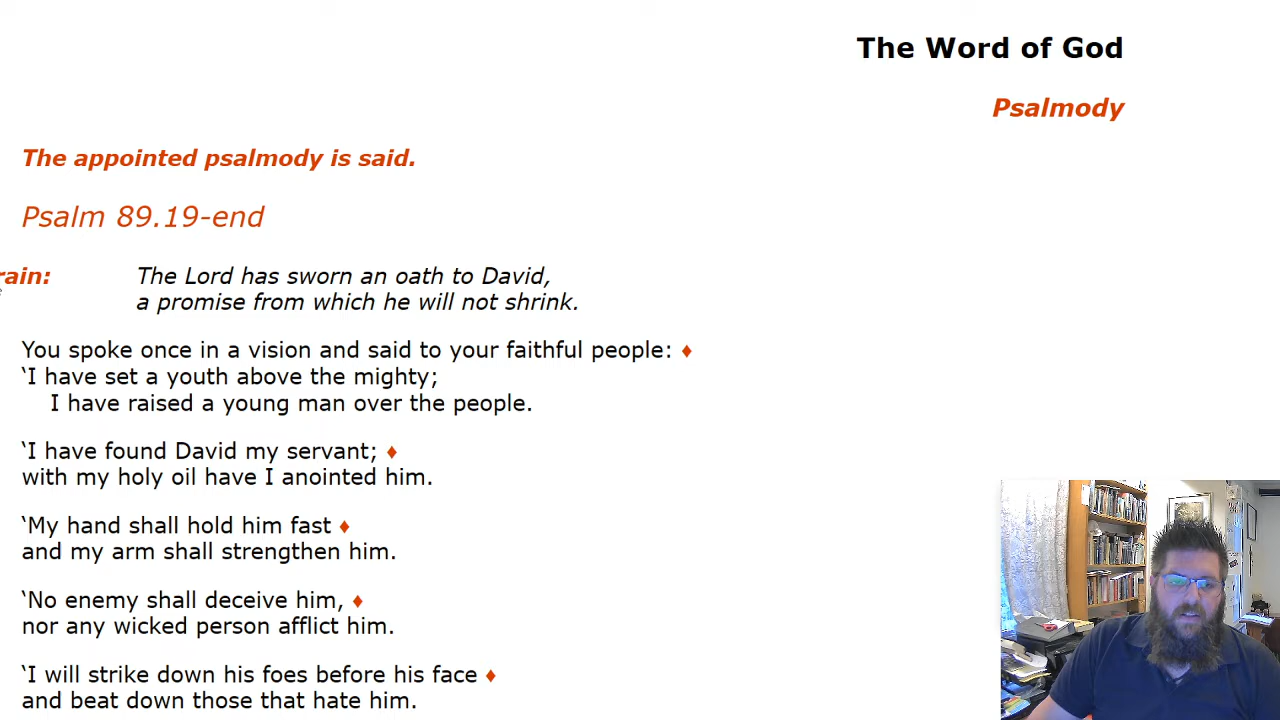 The Word of God
Psalmody
The appointed psalmody is said.
Psalm 89.19-end
rain: The Lord has sworn an oath to David,
a promise from which he will not shrink.
You spoke once in a vision and said to your faithful people: ♦
‘I have set a youth above the mighty;
I have raised a young man over the people.
‘I have found David my servant; ♦
with my holy oil have I anointed him.
‘My hand shall hold him fast ♦
and my arm shall strengthen him.
‘No enemy shall deceive him, ♦
nor any wicked person afflict him.
‘I will strike down his foes before his face ♦
and beat down those that hate him.